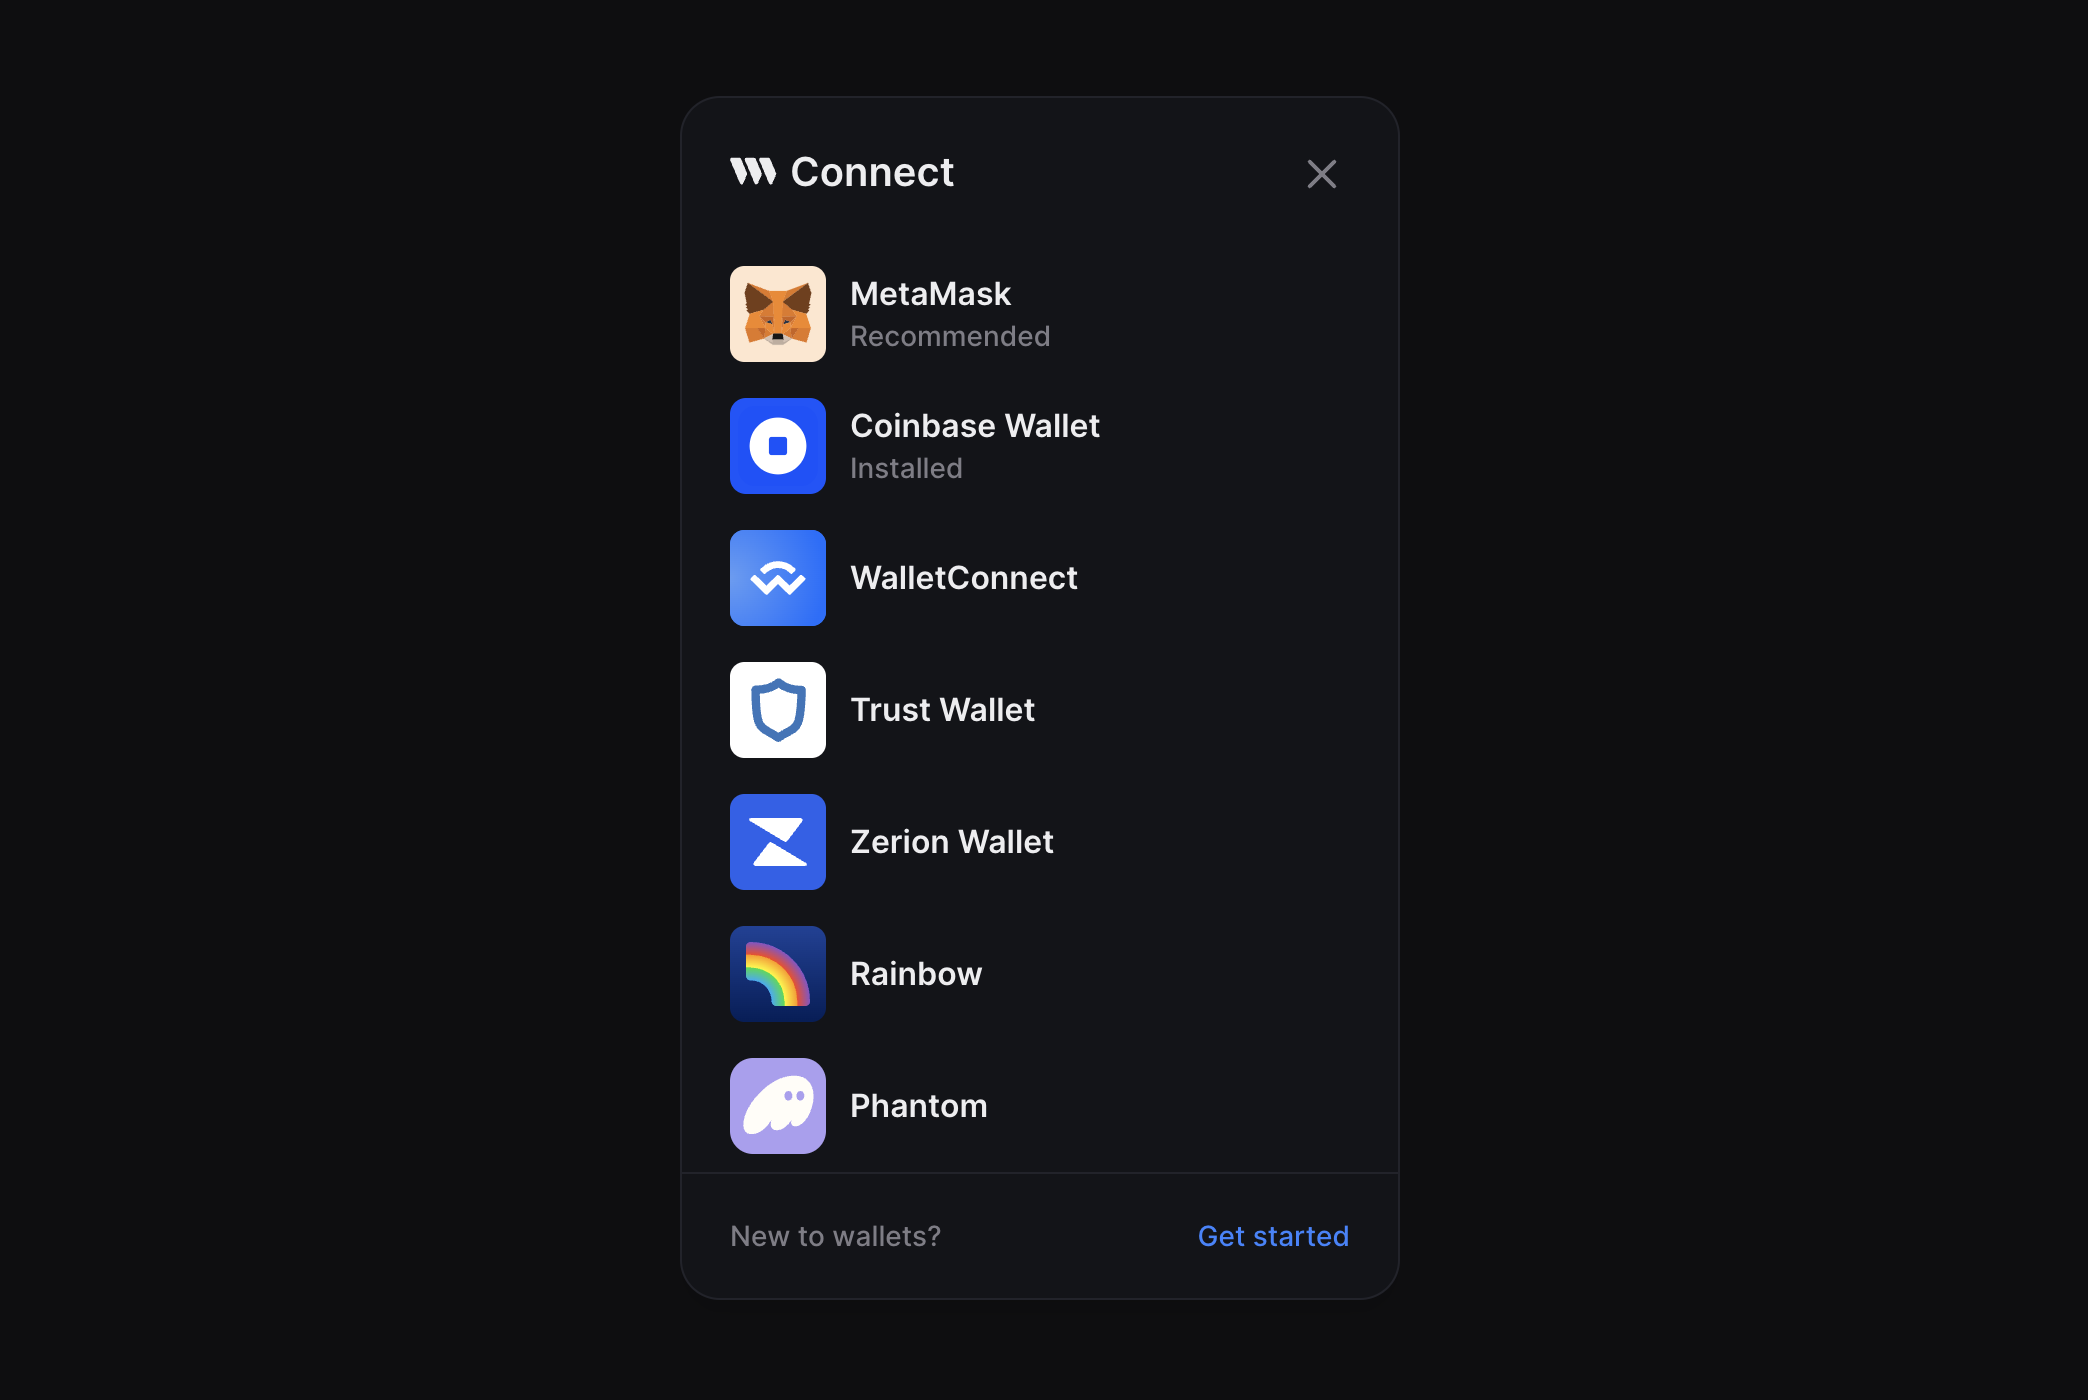 Connect
MetaMask
Recommended
Coinbase Wallet
Installed
WalletConnect
Trust Wallet
Zerion Wallet
Rainbow
Phantom
New to wallets?
Get started